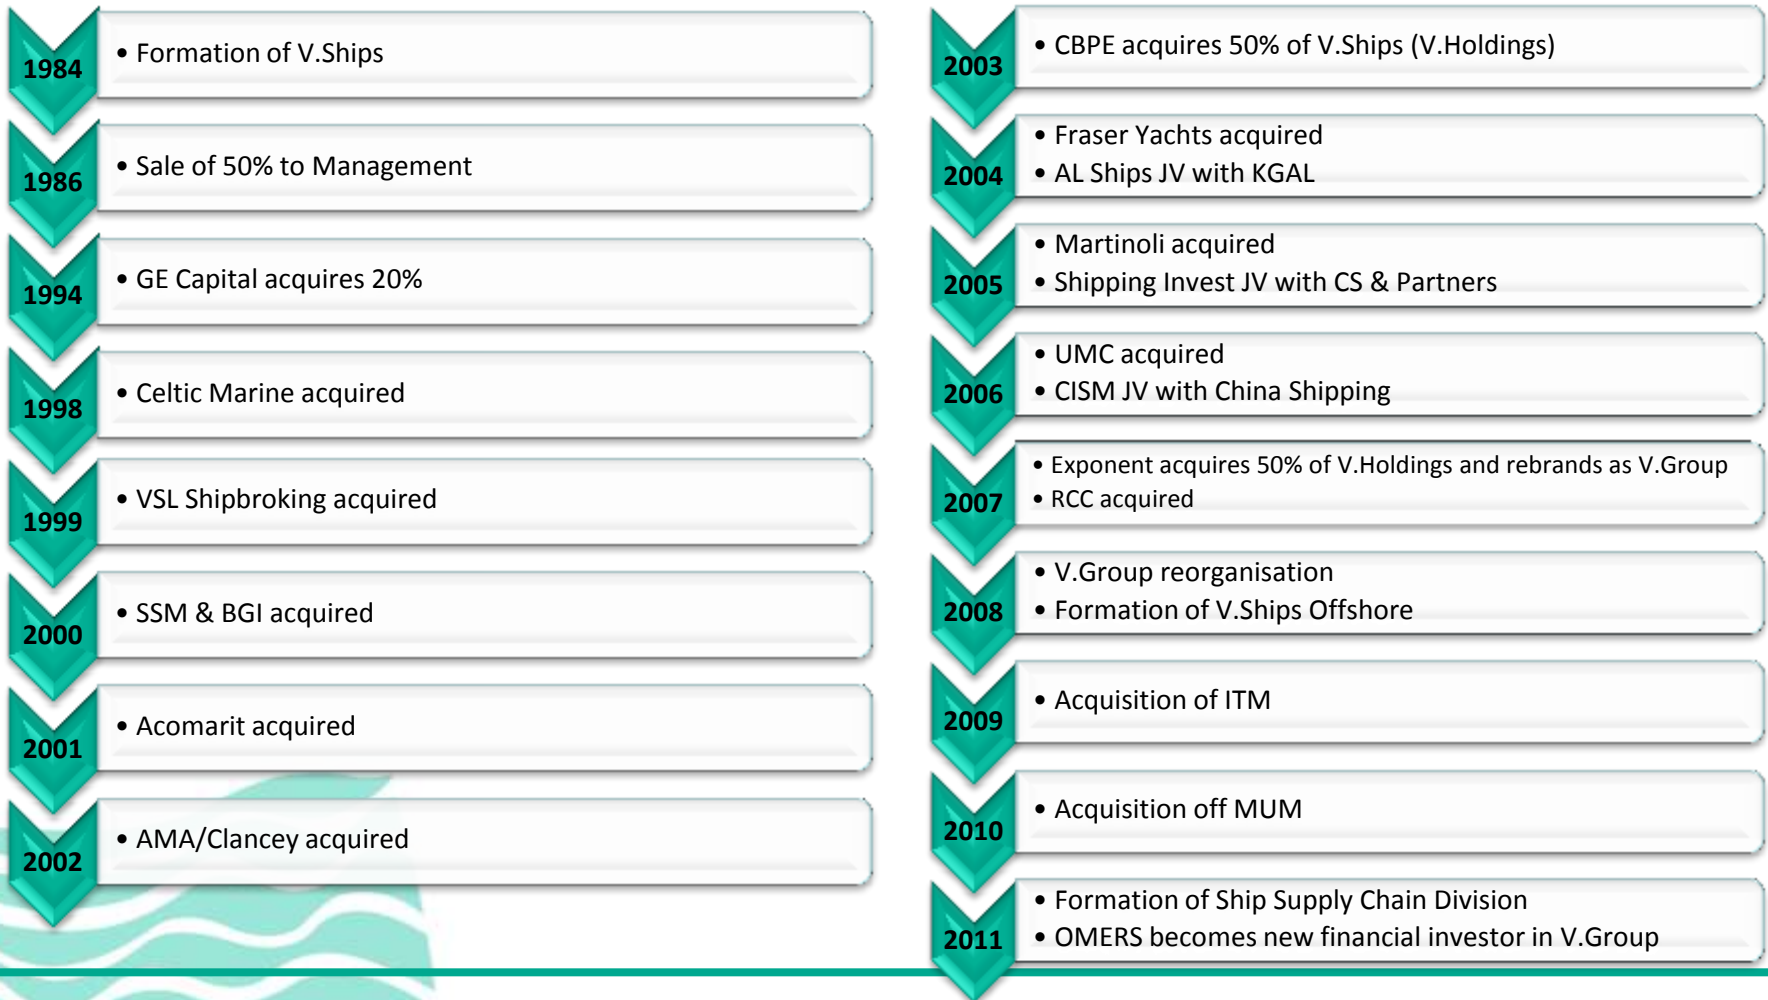 1984
• Formation of V.Ships
1986
• Sale of 50% to Management
1994
• GE Capital acquires 20%
1998
• Celtic Marine acquired
1999
• VSL Shipbroking acquired
2000
• SSM & BGI acquired
2001
• Acomarit acquired
2002
• AMA/Clancey acquired
2003
• CBPE acquires 50% of V.Ships (V.Holdings)
2004
• Fraser Yachts acquired
• AL Ships JV with KGAL
2005
• Martinoli acquired
• Shipping Invest JV with CS & Partners
2006
• UMC acquired
• CISM JV with China Shipping
2007
• Exponent acquires 50% of V.Holdings and rebrands as V.Group
• RCC acquired
2008
• V.Group reorganisation
• Formation of V.Ships Offshore
2009
• Acquisition of ITM
2010
• Acquisition off MUM
2011
• Formation of Ship Supply Chain Division
• OMERS becomes new financial investor in V.Group